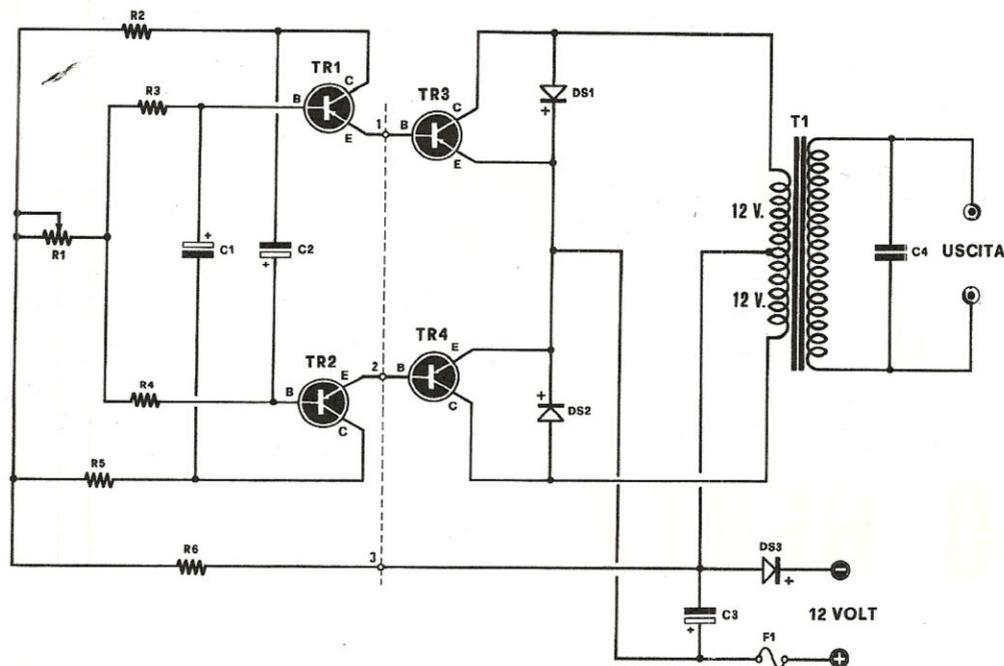 R2
TR1
C
B
E
R3
1
TR3
C
B
E
DS1
+
T1
12 V.
12 V.
R1
+
C1
C2
+
C4
USCITA
TR2
R4
B
E
C
2
TR4
B
E
C
+
DS2
R5
R6
3
DS3
+
-
C3
+
12 VOLT
F1
+